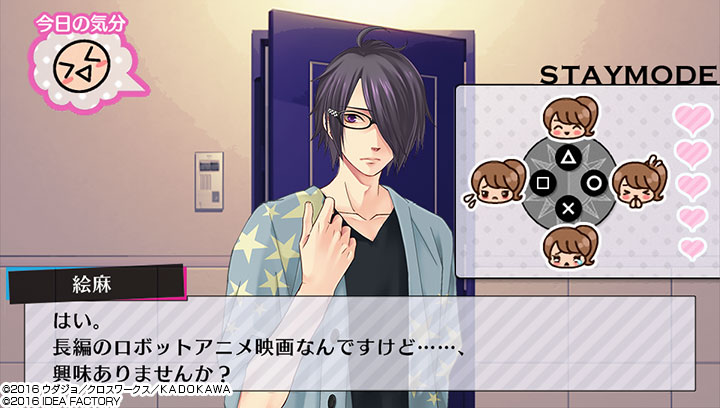 今日の気分
STAYMODE
絵麻
はい。
長編のロボットアニメ映画なんですけど……、
興味ありませんか？
©2016 ウダジョ／クロスワークス／KADOKAWA
©2016 IDEA FACTORY